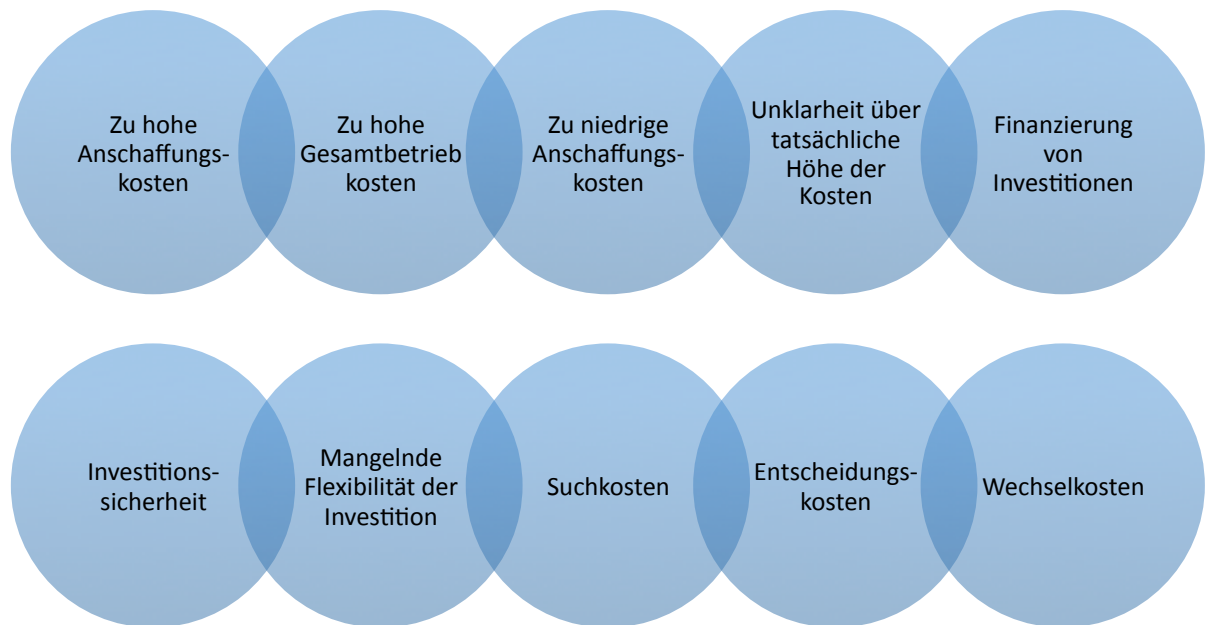 Zu hohe
Anschaffungs-
kosten
Zu hohe
Gesamtbetrieb
kosten
Zu niedrige
Anschaffungs-
kosten
Unklarheit über
tatsächliche
Höhe der
Kosten
Finanzierung
von
Investitionen
Investitions-
sicherheit
Mangelnde
Flexibilität der
Investition
Suchkosten
Entscheidungs-
kosten
Wechselkosten